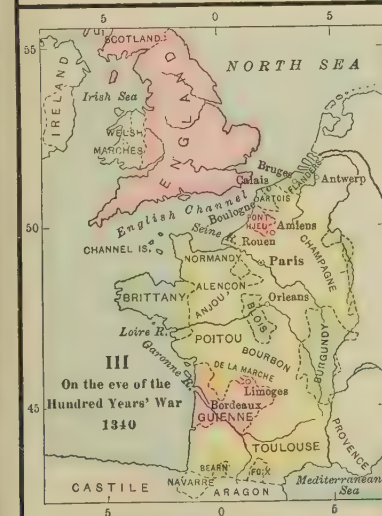 5 0 5
SCOTLAND
55
NORTH SEA
IRELAND
Irish Sea
ENGLAND
WELSH
MARCHES
Bruges
Calais
FLANDERS
Antwerp
English Channel
Boulogne
ARTOIS
PONT
HIEU
Amiens
50
CHANNEL IS.
Seine R.
Rouen
NORMANDY
Paris
CHAMPAGNE
ALENCON
BRITTANY
ANJOU
Orleans
BLOIS
Loire R.
POITOU
BOURBON
BURGUNDY
III
On the eve of the
Hundred Years' War
1340
Garonne R.
DE LA MARCHE
Limoges
45
Bordeaux
GUIENNE
TOULOUSE
PROVENCE
BEARN
FOIX
NAVARRE
Mediterranean
Sea
CASTILE
ARAGON
5 0 5